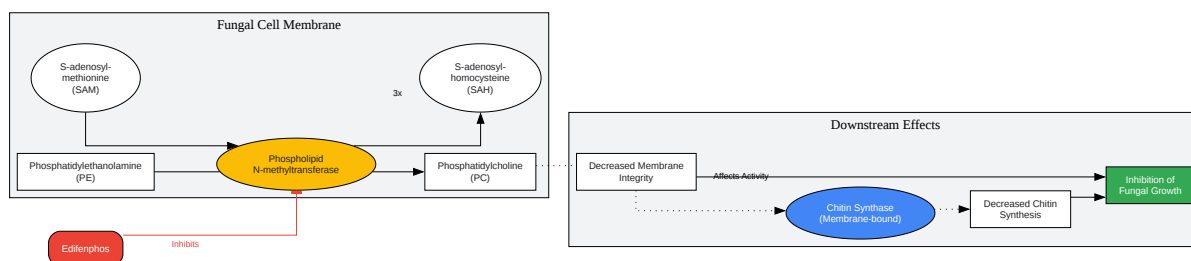 Fungal Cell Membrane
S-adenosyl-
methionine
(SAM)
S-adenosyl-
homocysteine
(SAH)
3x
Phosphatidylethanolamine
(PE)
Phospholipid
N-methyltransferase
Phosphatidylcholine
(PC)
Edifenphos
Inhibits
Downstream Effects
Decreased Membrane
Integrity
Affects Activity
Chitin Synthase
(Membrane-bound)
Decreased Chitin
Synthesis
Inhibition of
Fungal Growth